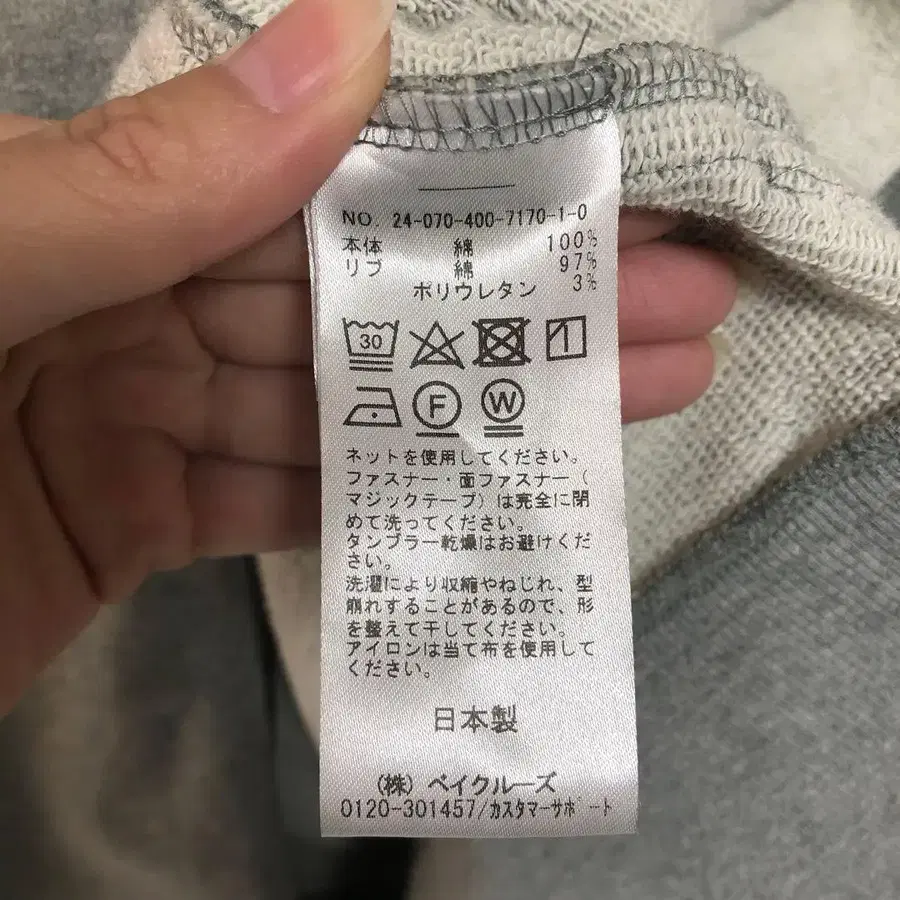 NO. 24-070-400-7170-1-0
本体 綿 100%
リブ 綿 97%
ポリウレタン 3%
30
F W
ネットを使用してください。
ファスナー・面ファスナー（
マジックテープ）は完全に閉
めて洗ってください。
タンブラー乾燥はお避けくだ
さい。
洗濯により収縮やねじれ、型
崩れすることがあるので、形
を整えて干してください。
アイロンは当て布を使用して
ください。
日本製
（株）ベイクルーズ
0120-301457/カスタマーサポート